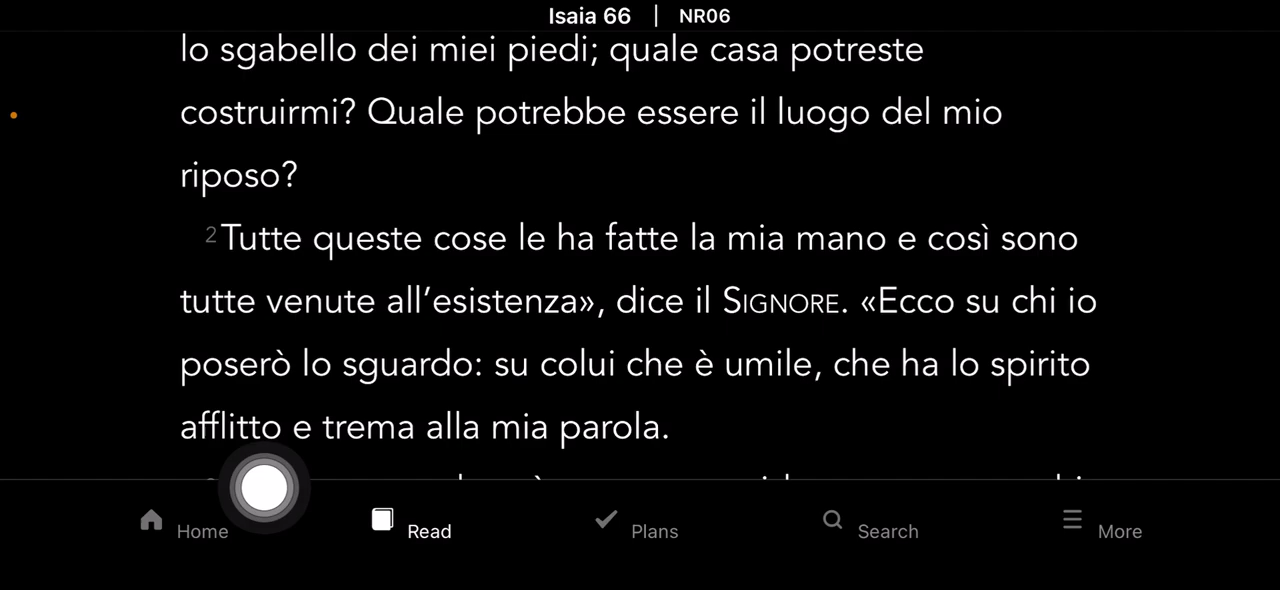 Isaia 66 | NR06
lo sgabello dei miei piedi; quale casa potreste
costruirmi? Quale potrebbe essere il luogo del mio
riposo?
2 Tutte queste cose le ha fatte la mia mano e così sono
tutte venute all’esistenza», dice il SIGNORE. «Ecco su chi io
poserò lo sguardo: su colui che è umile, che ha lo spirito
afflitto e trema alla mia parola.
Home Read Plans Search More